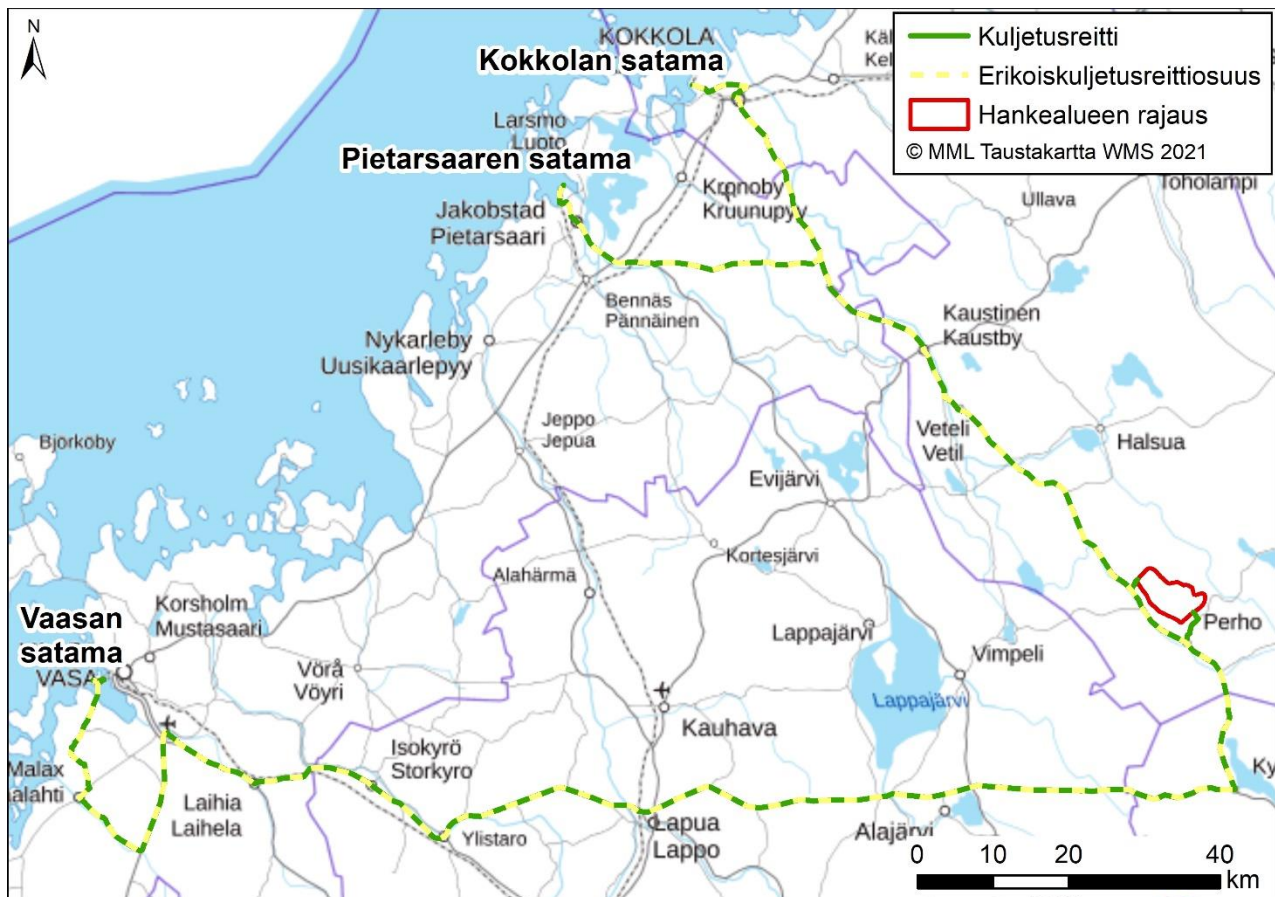 N
KOKKOLA
Kokkolan satama
Kuljetusreitti
Erikoiskuljetusreittiosuus
Hankealueen rajaus
© MML Taustakartta WMS 2021
Toholampi
Larsmo
Luoto
Pietarsaaren satama
Kronoby
Kruunupyy
Ullava
Jakobstad
Pietarsaari
Bennäs
Pännäinen
Kaustinen
Kaustby
Nykarleby
Uusikaarlepyy
Jeppo
Jepua
Veteli
Vetil
Halsua
Björköby
Evijärvi
Kortesjärvi
Alahärmä
Korsholm
Mustasaari
Vaasan
satama
VASA
Vörå
Vöyri
Lappajärvi
Vimpeli
Perho
Lappajärvi
Kauhava
Isokyrö
Storkyro
Malax
aalahti
Laihia
Laihela
Ylistaro
Lapua
Lappo
Alajärvi
Ky
0 10 20 40
km